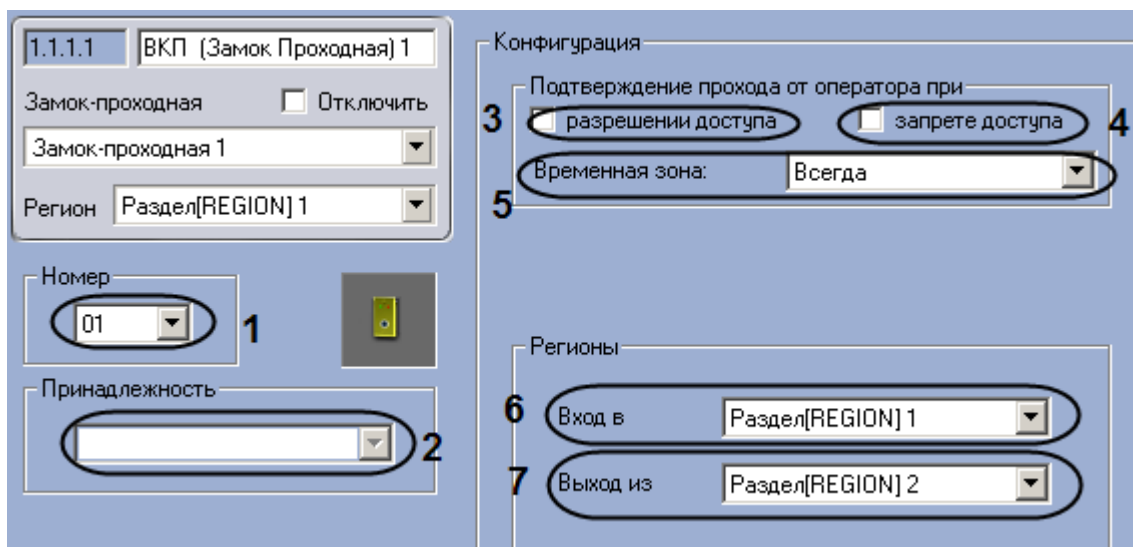 1.1.1.1 ВКП (Замок Проходная) 1
Замок-проходная Отключить
Замок-проходная 1
Регион Раздел[REGION] 1
Номер
01
1
Принадлежность
2
Конфигурация
Подтверждение прохода от оператора при
3 разрешении доступа запрете доступа 4
Временная зона: Всегда
5
Регионы
6 Вход в Раздел[REGION] 1
7 Выход из Раздел[REGION] 2